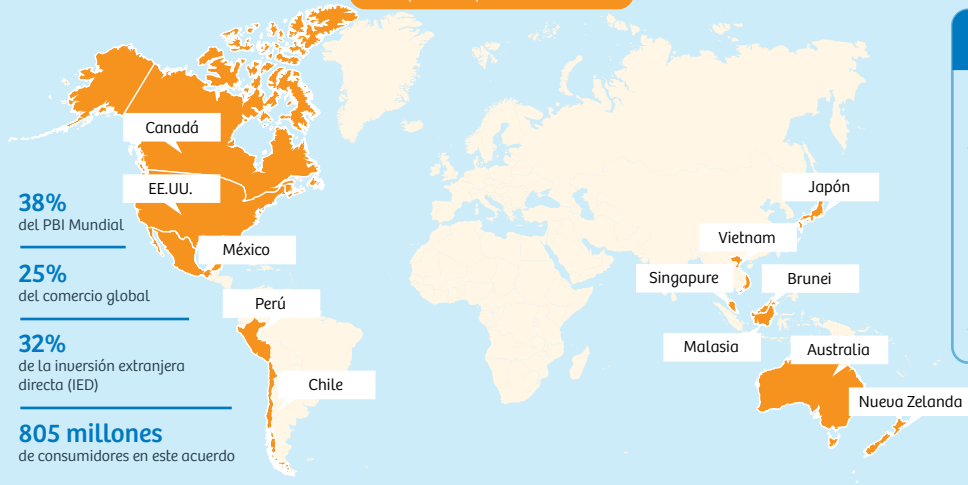 Canadá
EE.UU.
México
Perú
Chile
Japón
Vietnam
Singapure
Brunei
Malasia
Australia
Nueva Zelanda
38%
del PBI Mundial
25%
del comercio global
32%
de la inversión extranjera
directa (IED)
805 millones
de consumidores en este acuerdo